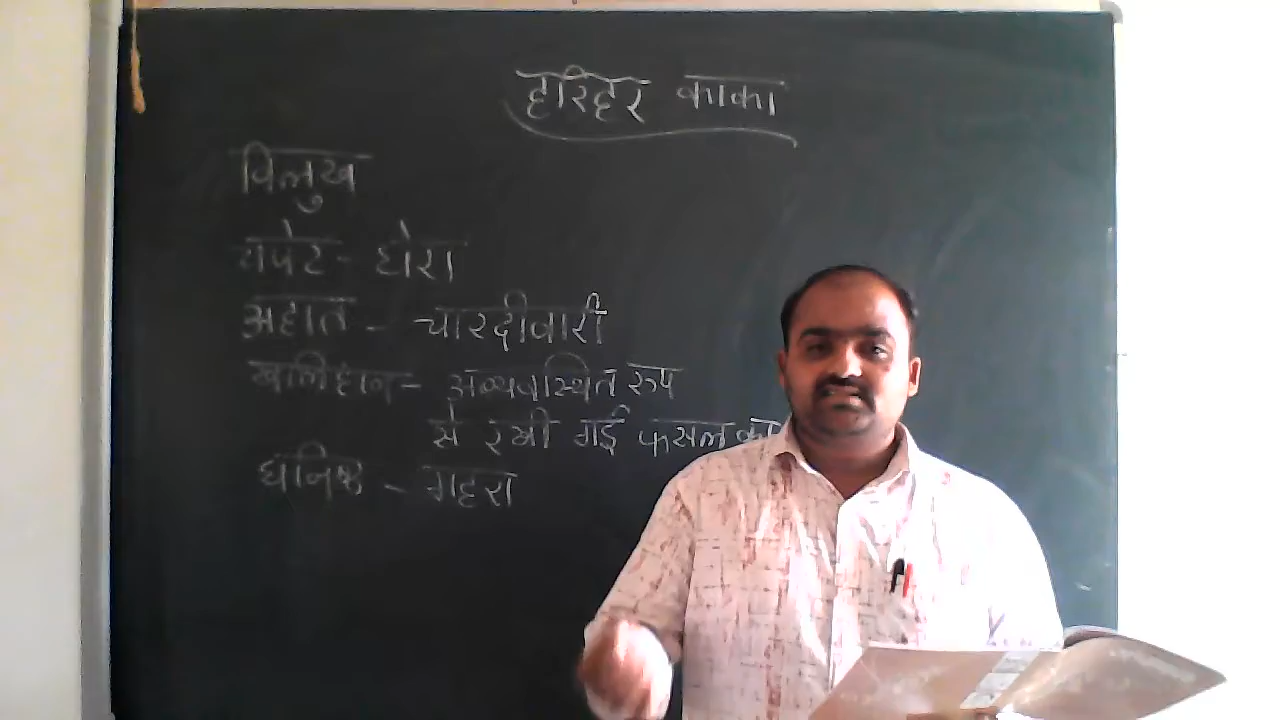 हरिहर काका
विलुख
चपेट - घेरा
अहात - चारदीवारी
खलिहान - अव्यवस्थित रूप
से रखी गई फसल का
घनिष्ठ - गहरा